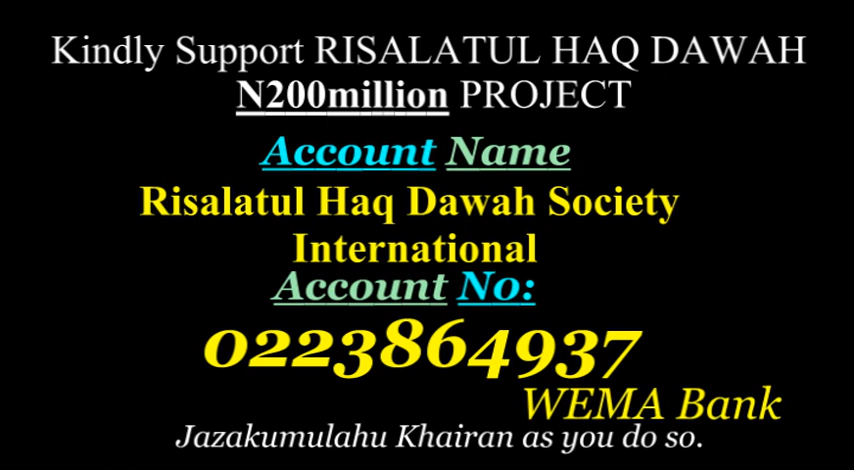 Kindly Support RISALATUL HAQ DAWAH
N200million PROJECT
Account Name
Risalatul Haq Dawah Society
International
Account No:
0223864937
WEMA Bank
Jazakumulahu Khairan as you do so.